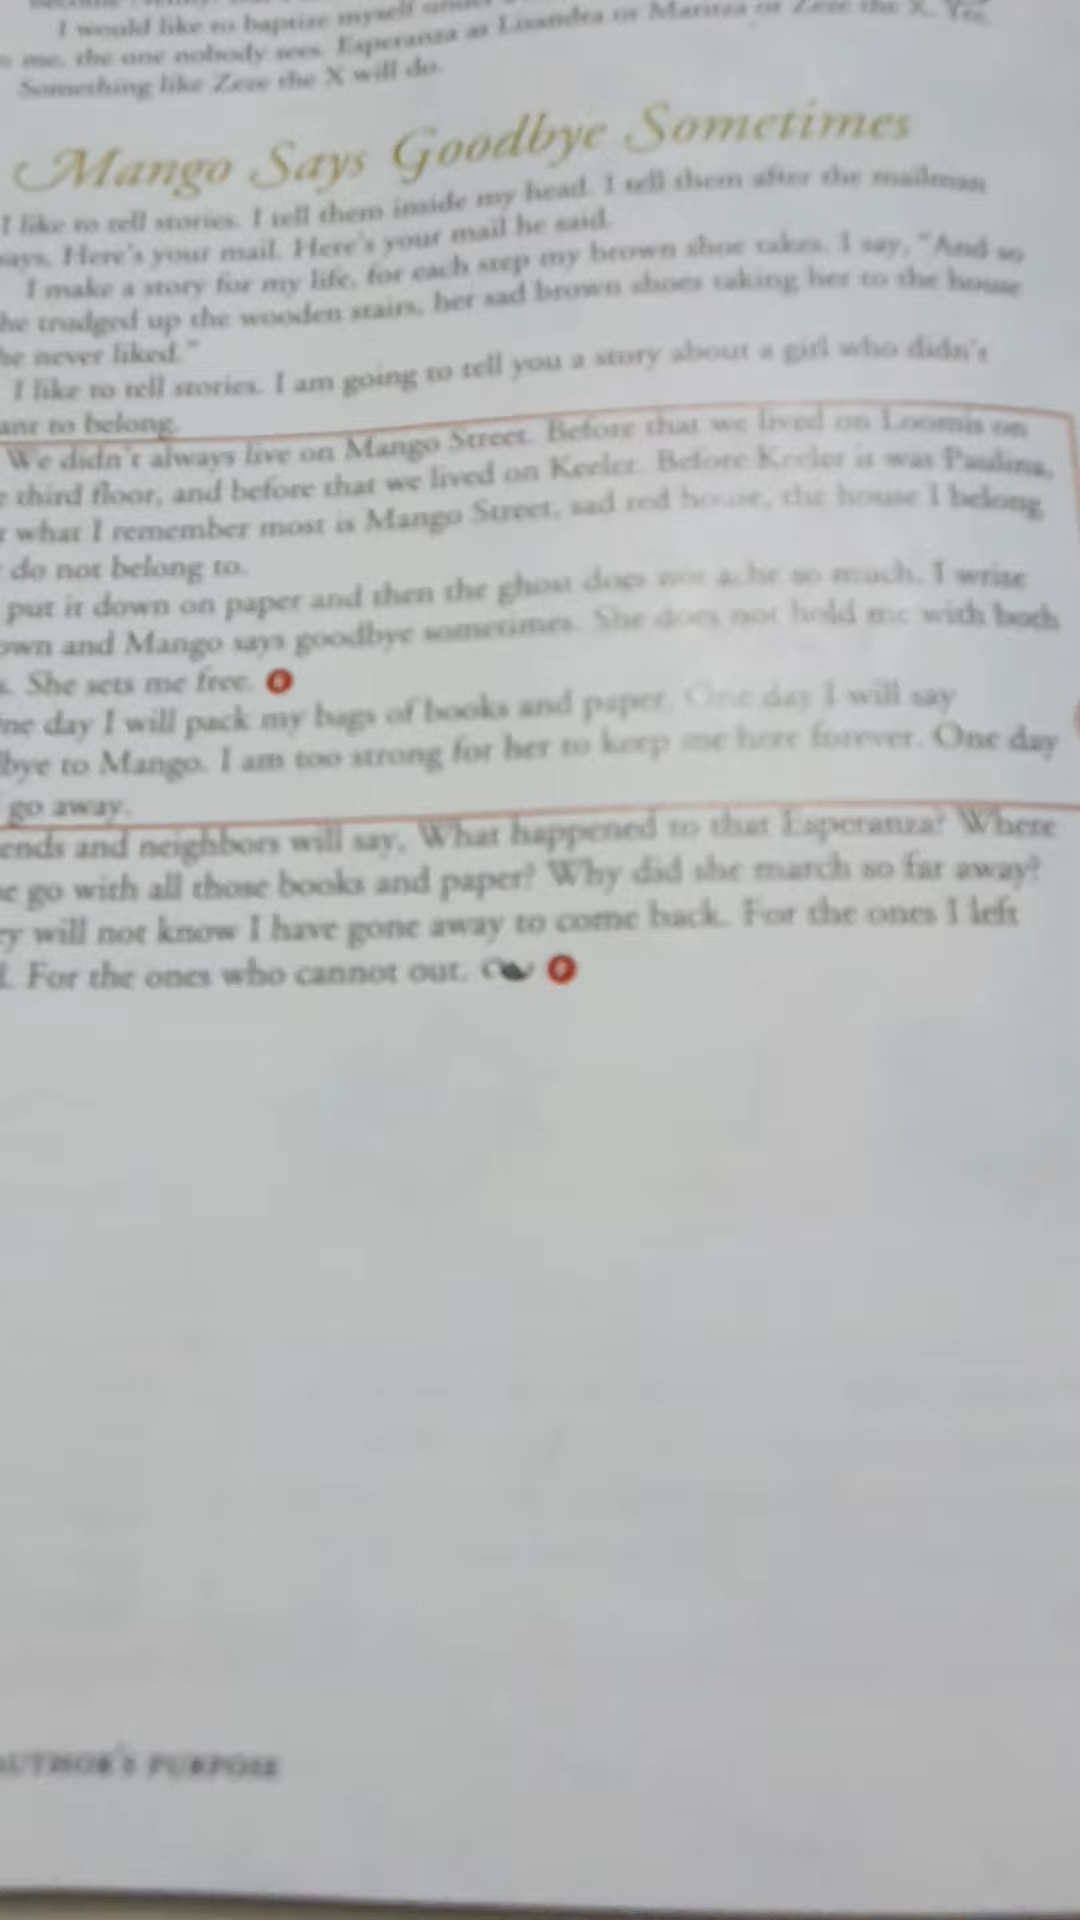 I would like to baptize myself under
me, the one nobody sees. Esperanza as Lisandra or Maritza or Zeze the X. Yes.
Something like Zeze the X will do.
Mango Says Goodbye Sometimes
I like to tell stories. I tell them inside my head. I tell them after the mailman
says, Here's your mail. Here's your mail he said.
I make a story for my life, for each step my brown shoe takes. I say, "And so
he trudged up the wooden stairs, her sad brown shoes taking her to the house
he never liked."
I like to tell stories. I am going to tell you a story about a girl who didn't
ant to belong.
We didn't always live on Mango Street. Before that we lived on Loomis on
third floor, and before that we lived on Keeler. Before Keeler it was Paulina,
t what I remember most is Mango Street, sad red house, the house I belong
do not belong to.
put it down on paper and then the ghost does not ache so much. I write
own and Mango says goodbye sometimes. She does not hold me with both
s. She sets me free.
ne day I will pack my bags of books and paper. One day I will say
bye to Mango. I am too strong for her to keep me here forever. One day
go away.
ends and neighbors will say, What happened to that Esperanza? Where
e go with all those books and paper? Why did she march so far away?
ey will not know I have gone away to come back. For the ones I left
. For the ones who cannot out.
AUTHOR'S PURPOSE